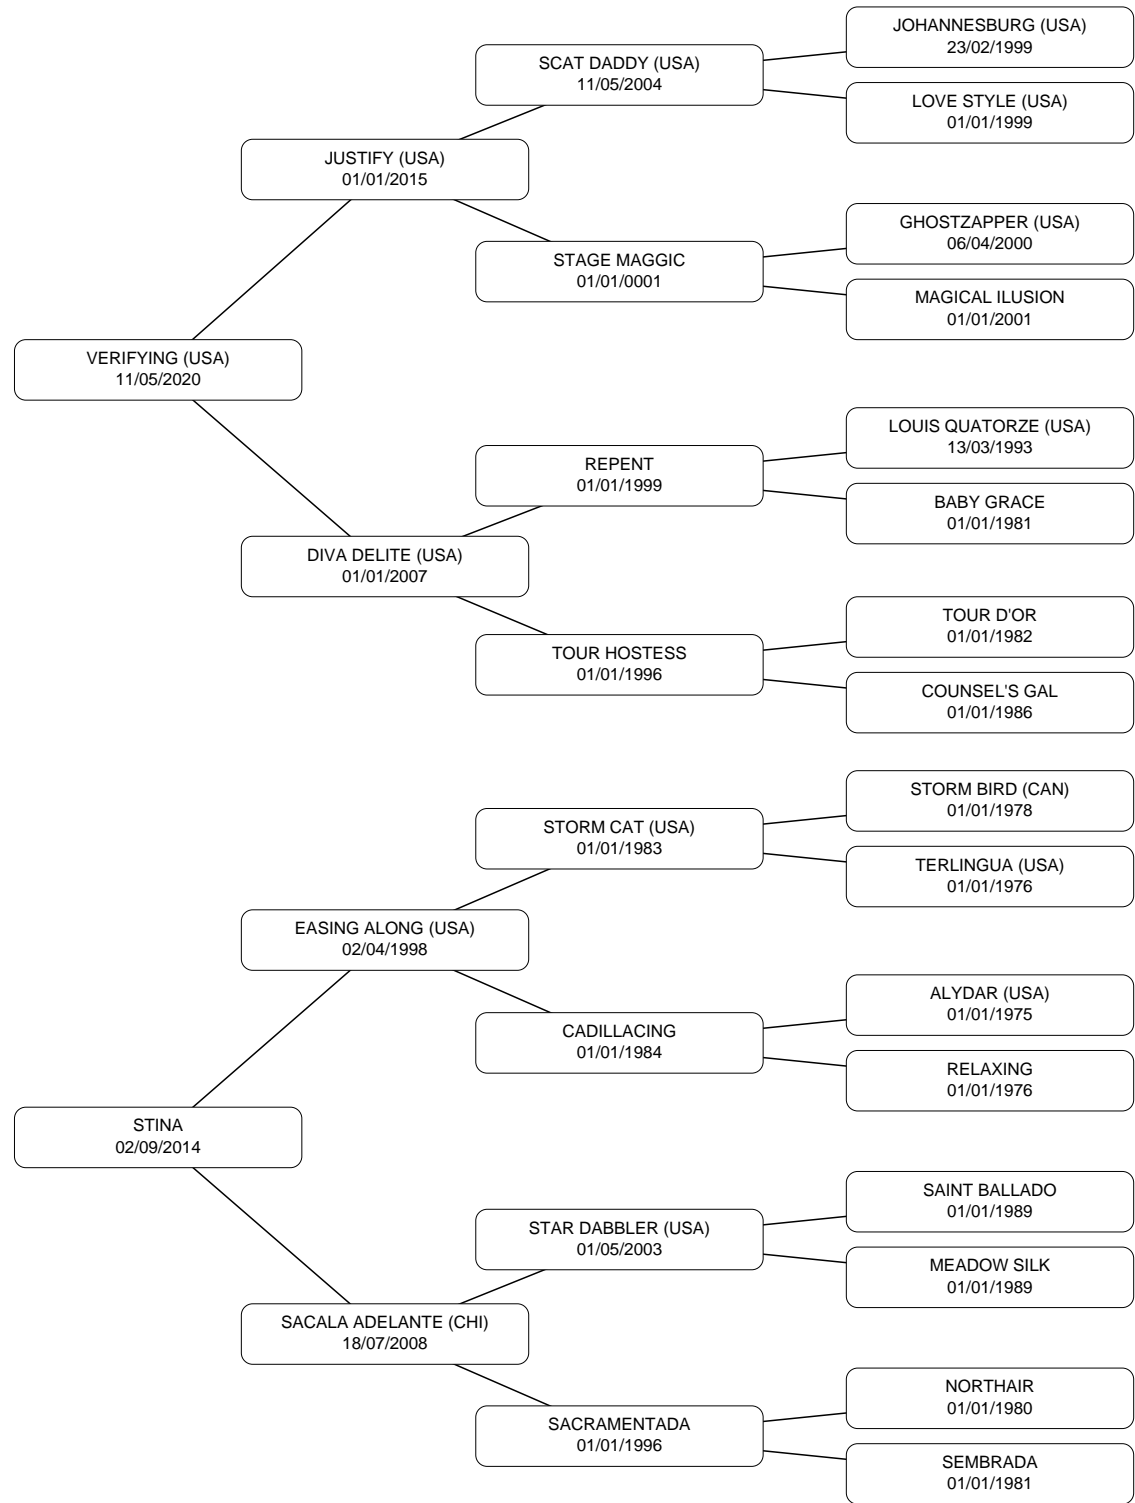 JOHANNESBURG (USA)
23/02/1999
SCAT DADDY (USA)
11/05/2004
LOVE STYLE (USA)
01/01/1999
JUSTIFY (USA)
01/01/2015
GHOSTZAPPER (USA)
06/04/2000
STAGE MAGGIC
01/01/0001
MAGICAL ILUSION
01/01/2001
VERIFYING (USA)
11/05/2020
LOUIS QUATORZE (USA)
13/03/1993
REPENT
01/01/1999
BABY GRACE
01/01/1981
DIVA DELITE (USA)
01/01/2007
TOUR D'OR
01/01/1982
TOUR HOSTESS
01/01/1996
COUNSEL'S GAL
01/01/1986
STORM BIRD (CAN)
01/01/1978
STORM CAT (USA)
01/01/1983
TERLINGUA (USA)
01/01/1976
EASING ALONG (USA)
02/04/1998
ALYDAR (USA)
01/01/1975
CADILLACING
01/01/1984
RELAXING
01/01/1976
STINA
02/09/2014
SAINT BALLADO
01/01/1989
STAR DABBLER (USA)
01/05/2003
MEADOW SILK
01/01/1989
SACALA ADELANTE (CHI)
18/07/2008
NORTHAIR
01/01/1980
SACRAMENTADA
01/01/1996
SEMBRADA
01/01/1981